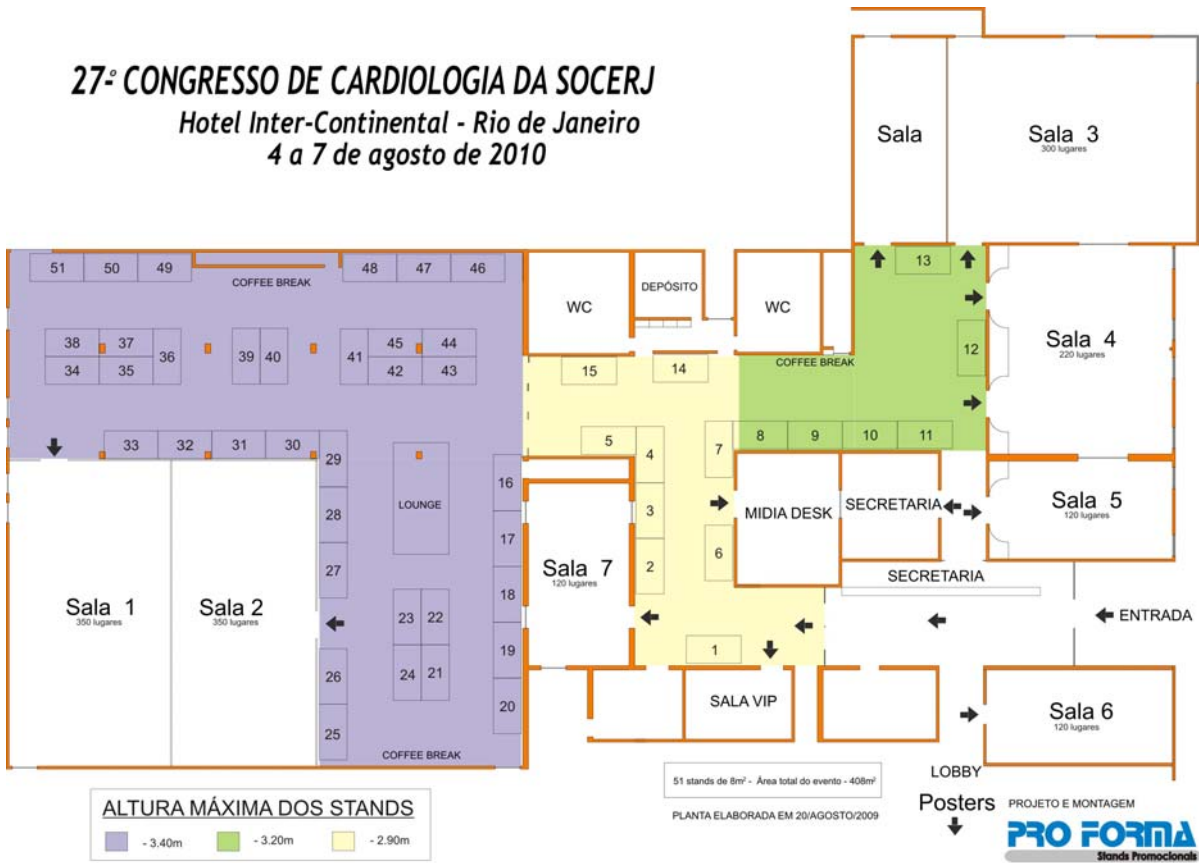 27º CONGRESSO DE CARDIOLOGIA DA SOCERJ
Hotel Inter-Continental - Rio de Janeiro
4 a 7 de agosto de 2010
Sala
Sala 3
300 lugares
51 50 49
COFFEE BREAK
48 47 46
WC
DEPÓSITO
WC
13
38 37 36
34 35
39 40
41 45 44
42 43
15
14
COFFEE BREAK
12
Sala 4
220 lugares
33 32 31 30 29
28
27
26
25
LOUNGE
16
17
18
19
20
23 22
24 21
COFFEE BREAK
5 4
3
2
7
6
1
8 9 10 11
MIDIA DESK
SECRETARIA
Sala 5
120 lugares
SECRETARIA
ENTRADA
Sala 1
350 lugares
Sala 2
350 lugares
Sala 7
120 lugares
SALA VIP
Sala 6
120 lugares
LOBBY
Posters
51 stands de 8m² - Área total do evento - 408m²
PLANTA ELABORADA EM 20/AGOSTO/2009
ALTURA MÁXIMA DOS STANDS
- 3.40m
- 3.20m
- 2.90m
PROJETO E MONTAGEM
PRO FORMA
Stands Promocionais